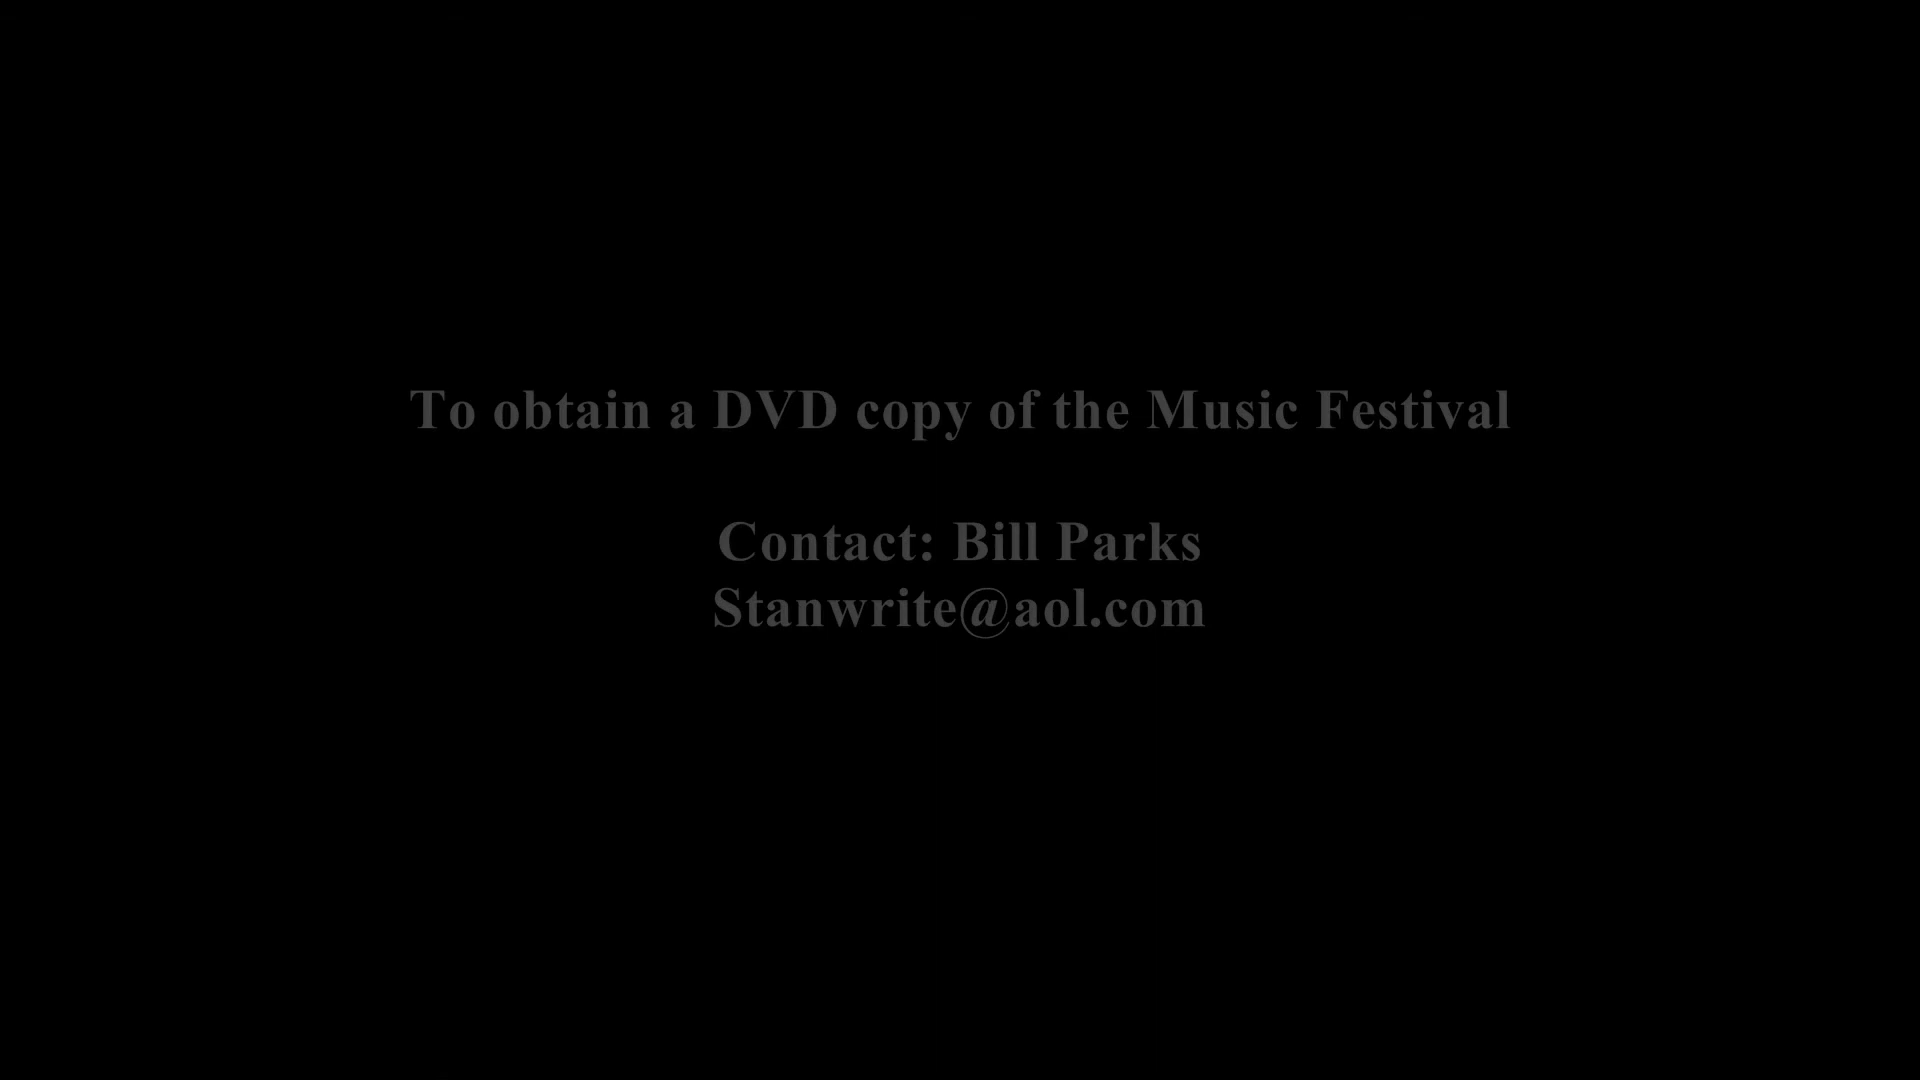 To obtain a DVD copy of the Music Festival
Contact: Bill Parks
Stanwrite@aol.com